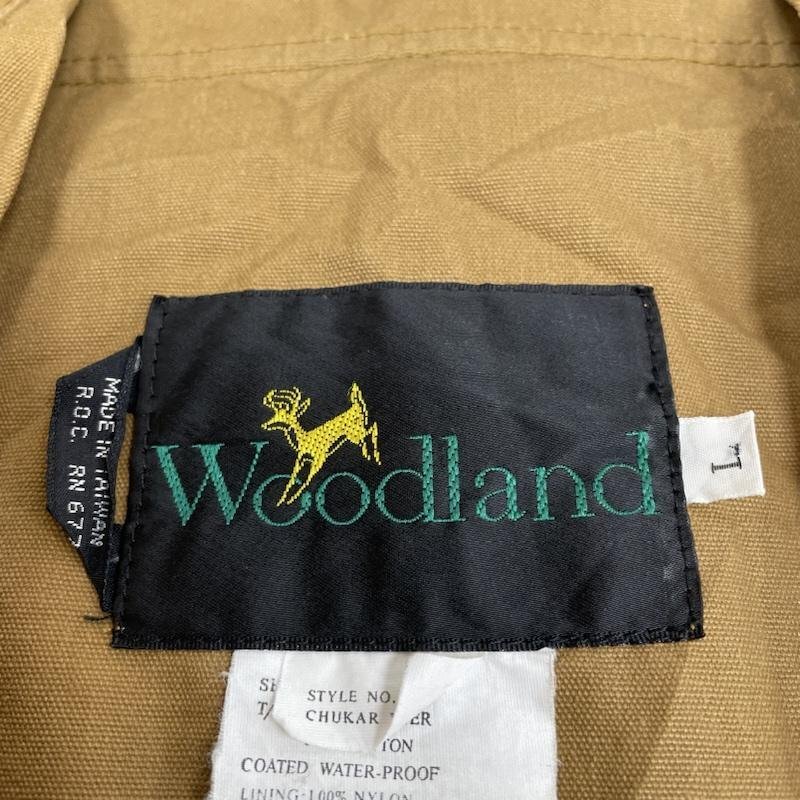 MADE IN TAIWAN
R.O.C. RN 677
Woodland
L
STYLE NO.
CHUKAR
COATED WATER-PROOF
LINING:100% NYLON